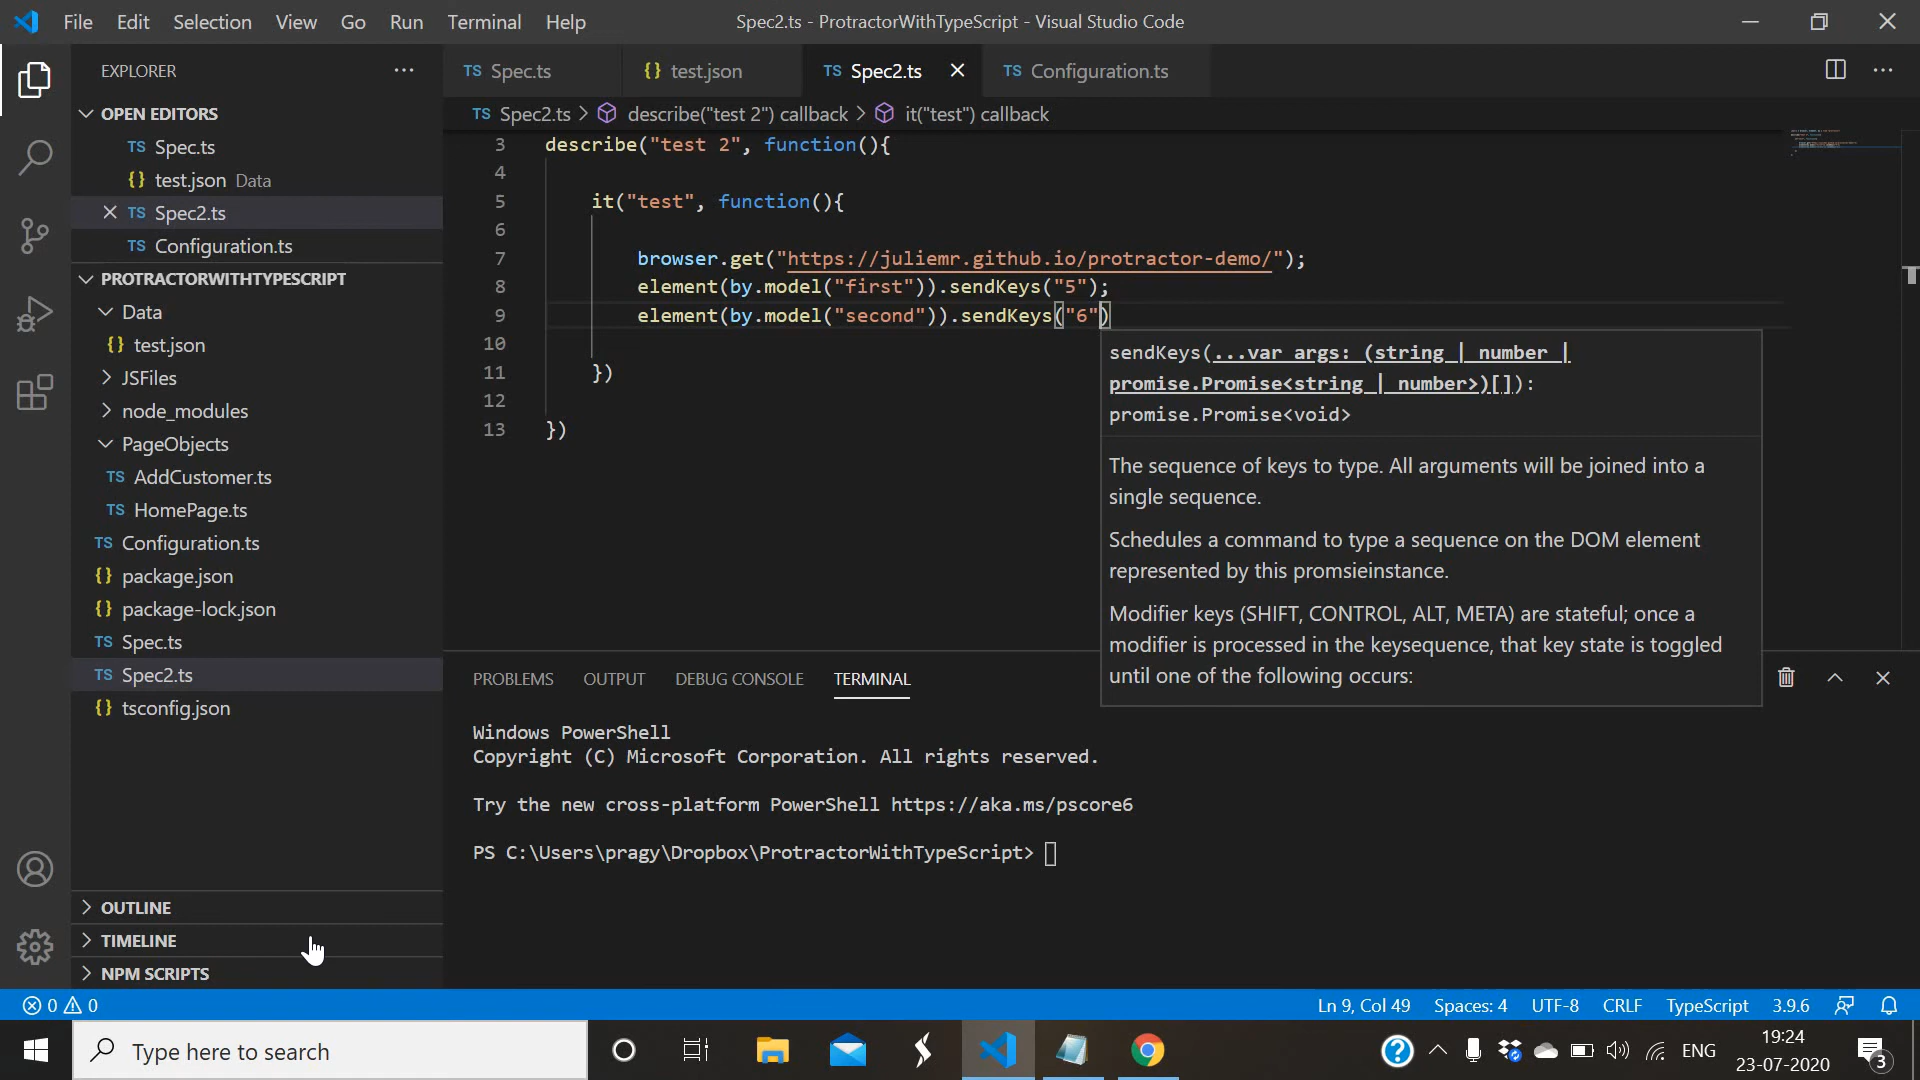 File Edit Selection View Go Run Terminal Help
Spec2.ts - ProtractorWithTypeScript - Visual Studio Code
EXPLORER
TS Spec.ts
{} test.json
TS Spec2.ts
TS Configuration.ts
OPEN EDITORS
TS Spec.ts
{} test.json Data
TS Spec2.ts
TS Configuration.ts
PROTRACTORWITHTYPESCRIPT
Data
{} test.json
JSFiles
node_modules
PageObjects
TS AddCustomer.ts
TS HomePage.ts
TS Configuration.ts
{} package.json
{} package-lock.json
TS Spec.ts
TS Spec2.ts
{} tsconfig.json
OUTLINE
TIMELINE
NPM SCRIPTS
TS Spec2.ts > describe("test 2") callback > it("test") callback
3 describe("test 2", function(){
4
5 it("test", function(){
6
7 browser.get("https://juliemr.github.io/protractor-demo/");
8 element(by.model("first")).sendKeys("5");
9 element(by.model("second")).sendKeys("6")
10
11 })
12
13 })
sendKeys(...var_args: (string | number |
promise.Promise<string | number>)[]):
promise.Promise<void>
The sequence of keys to type. All arguments will be joined into a
single sequence.
Schedules a command to type a sequence on the DOM element
represented by this promsieinstance.
Modifier keys (SHIFT, CONTROL, ALT, META) are stateful; once a
modifier is processed in the keysequence, that key state is toggled
until one of the following occurs:
PROBLEMS OUTPUT DEBUG CONSOLE TERMINAL
Windows PowerShell
Copyright (C) Microsoft Corporation. All rights reserved.
Try the new cross-platform PowerShell https://aka.ms/pscore6
PS C:\Users\pragy\Dropbox\ProtractorWithTypeScript>
0 0
Ln 9, Col 49 Spaces: 4 UTF-8 CRLF TypeScript 3.9.6
Type here to search
ENG
19:24
23-07-2020
3